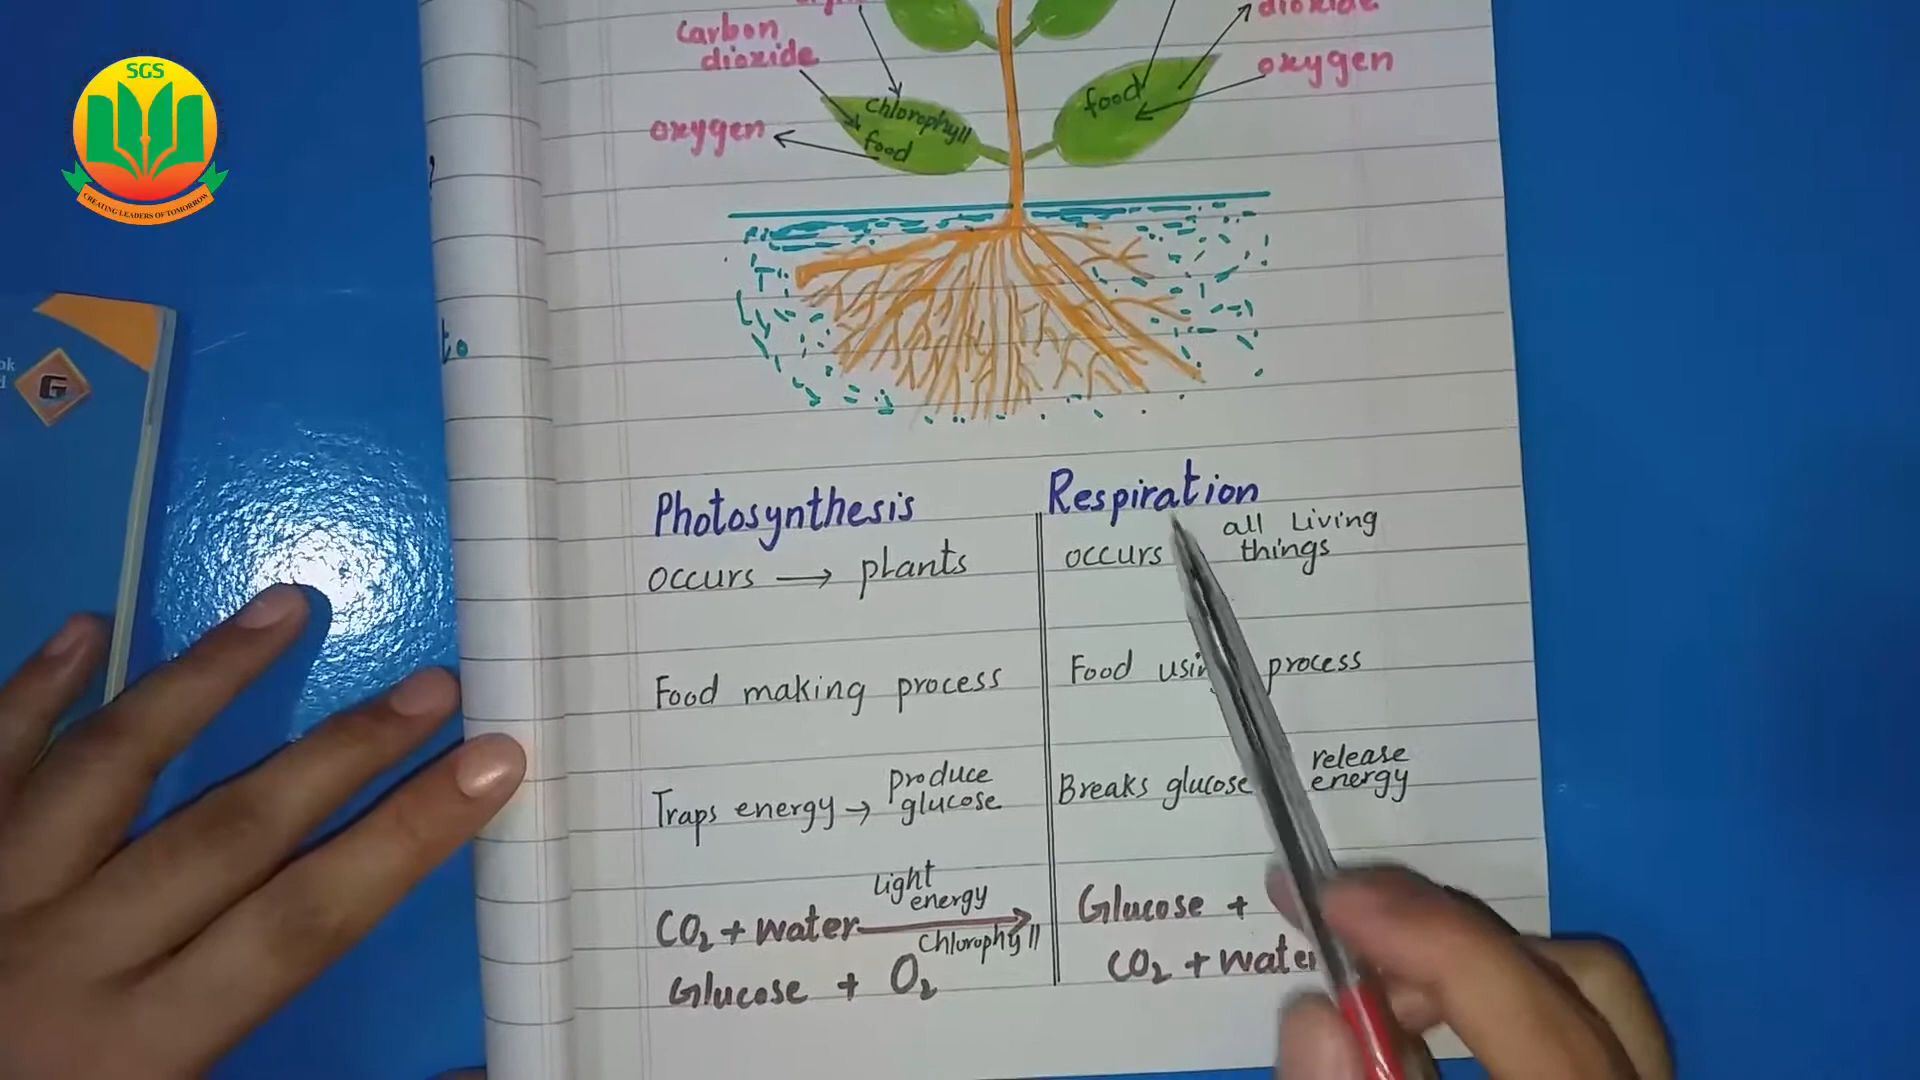 SGS
CREATING LEADERS OF TOMORROW
carbon
dioxide
dioxide
oxygen
oxygen
chlorophyll
food
food
G
Photosynthesis
occurs → plants
Food making process
Traps energy → produce
glucose
Light
energy
CO₂ + water
Chlorophyll
Glucose + O₂
Respiration
occurs all Living
things
Food using process
Breaks glucose release
energy
Glucose +
CO₂ + water